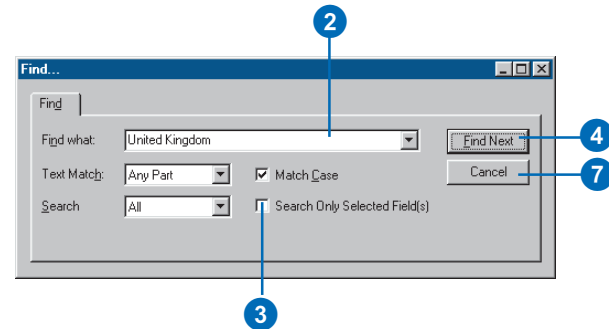 2
Find...
Find
Find what: United Kingdom Find Next 4
Text Match: Any Part Match Case Cancel 7
Search All Search Only Selected Field(s)
3